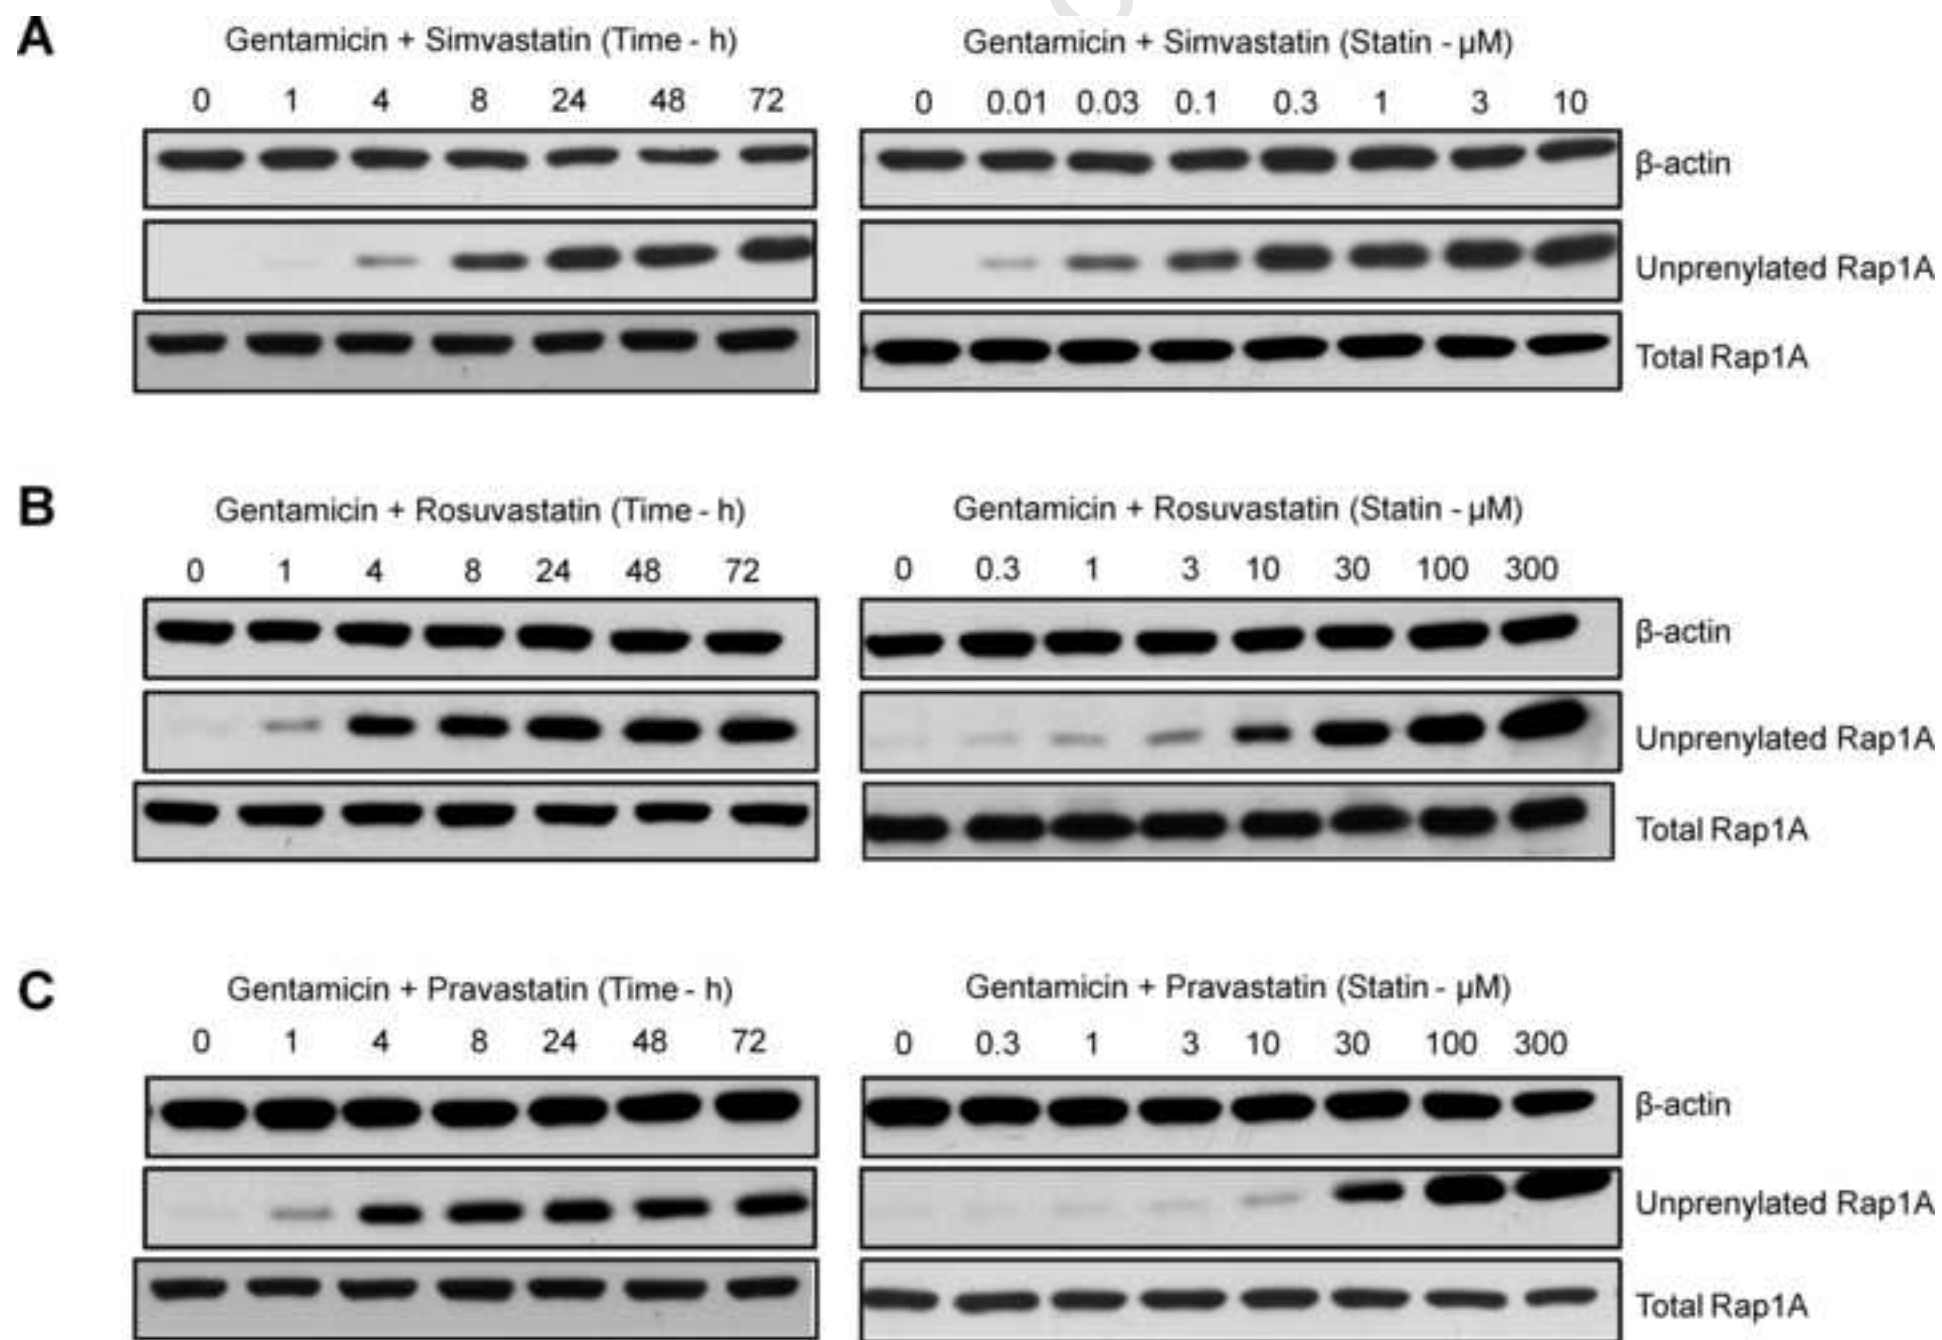 A
Gentamicin + Simvastatin (Time - h)
Gentamicin + Simvastatin (Statin - µM)
0 1 4 8 24 48 72
0 0.01 0.03 0.1 0.3 1 3 10
β-actin
Unprenylated Rap1A
Total Rap1A
B
Gentamicin + Rosuvastatin (Time - h)
Gentamicin + Rosuvastatin (Statin - µM)
0 1 4 8 24 48 72
0 0.3 1 3 10 30 100 300
β-actin
Unprenylated Rap1A
Total Rap1A
C
Gentamicin + Pravastatin (Time - h)
Gentamicin + Pravastatin (Statin - µM)
0 1 4 8 24 48 72
0 0.3 1 3 10 30 100 300
β-actin
Unprenylated Rap1A
Total Rap1A